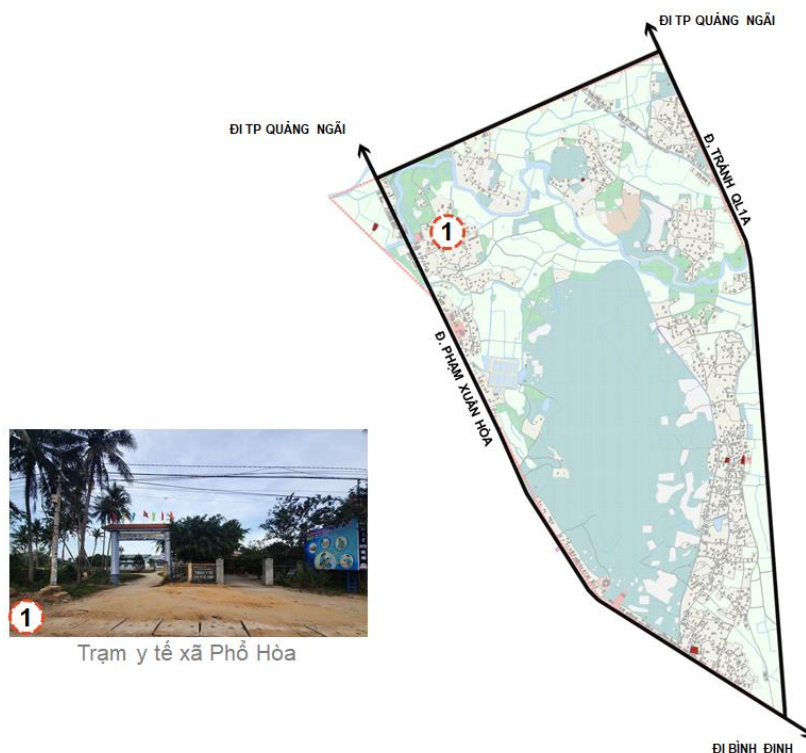 ĐI TP QUẢNG NGÃI
ĐI TP QUẢNG NGÃI
Đ. TRÁNH QL1A
1
Đ. PHẠM XUÂN HÒA
1
Trạm y tế xã Phổ Hòa
ĐI BÌNH ĐỊNH